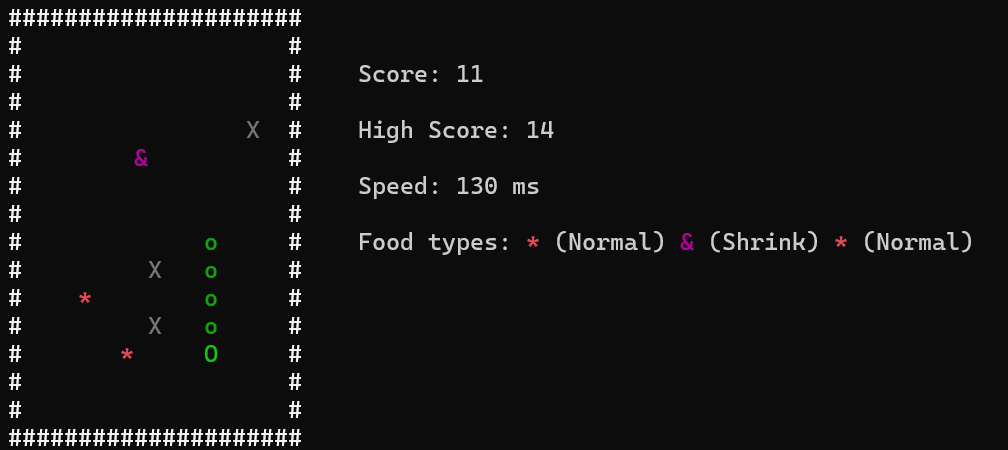 #####################
#                   #
#                   #    Score: 11
#                   #
#                X  #    High Score: 14
#        &          #
#                   #    Speed: 130 ms
#                   #
#             o     #    Food types: * (Normal) & (Shrink) * (Normal)
#         X   o     #
#    *        o     #
#         X   o     #
#       *     O     #
#                   #
#                   #
#####################